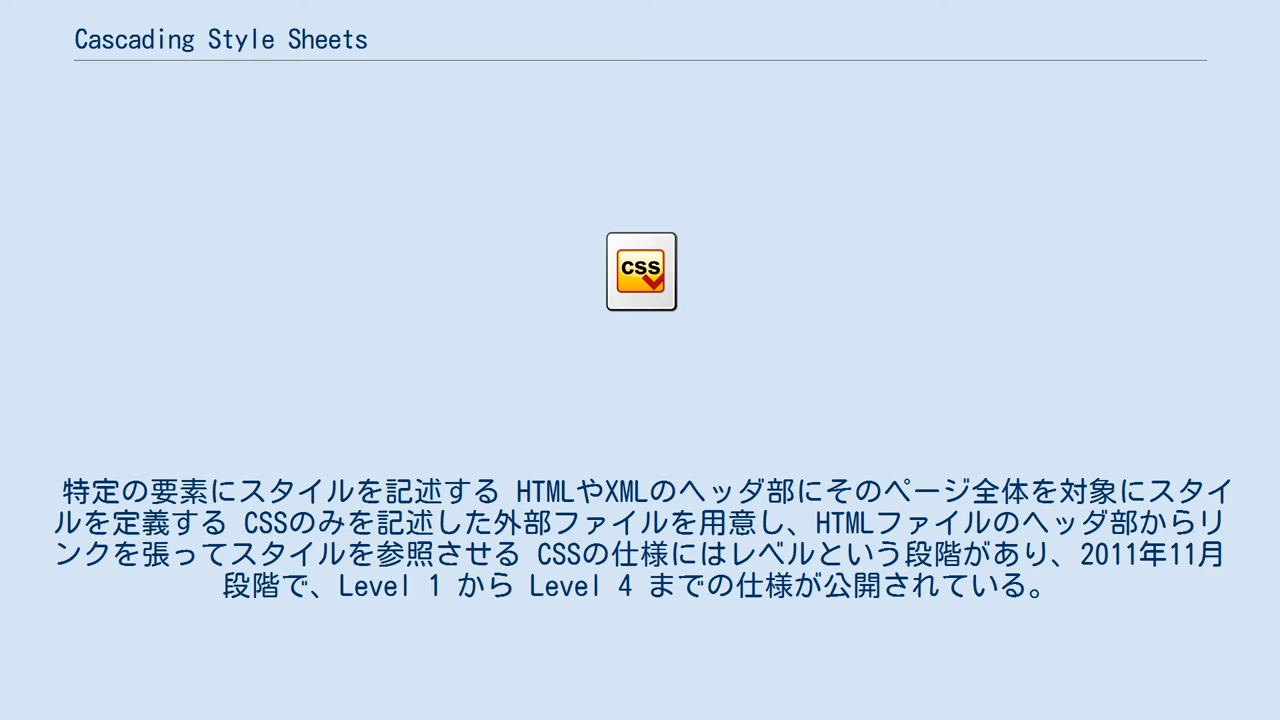 Cascading Style Sheets
CSS
特定の要素にスタイルを記述する HTMLやXMLのヘッダ部にそのページ全体を対象にスタイ
ルを定義する CSSのみを記述した外部ファイルを用意し、HTMLファイルのヘッダ部からリ
ンクを張ってスタイルを参照させる CSSの仕様にはレベルという段階があり、2011年11月
段階で、Level 1 から Level 4 までの仕様が公開されている。